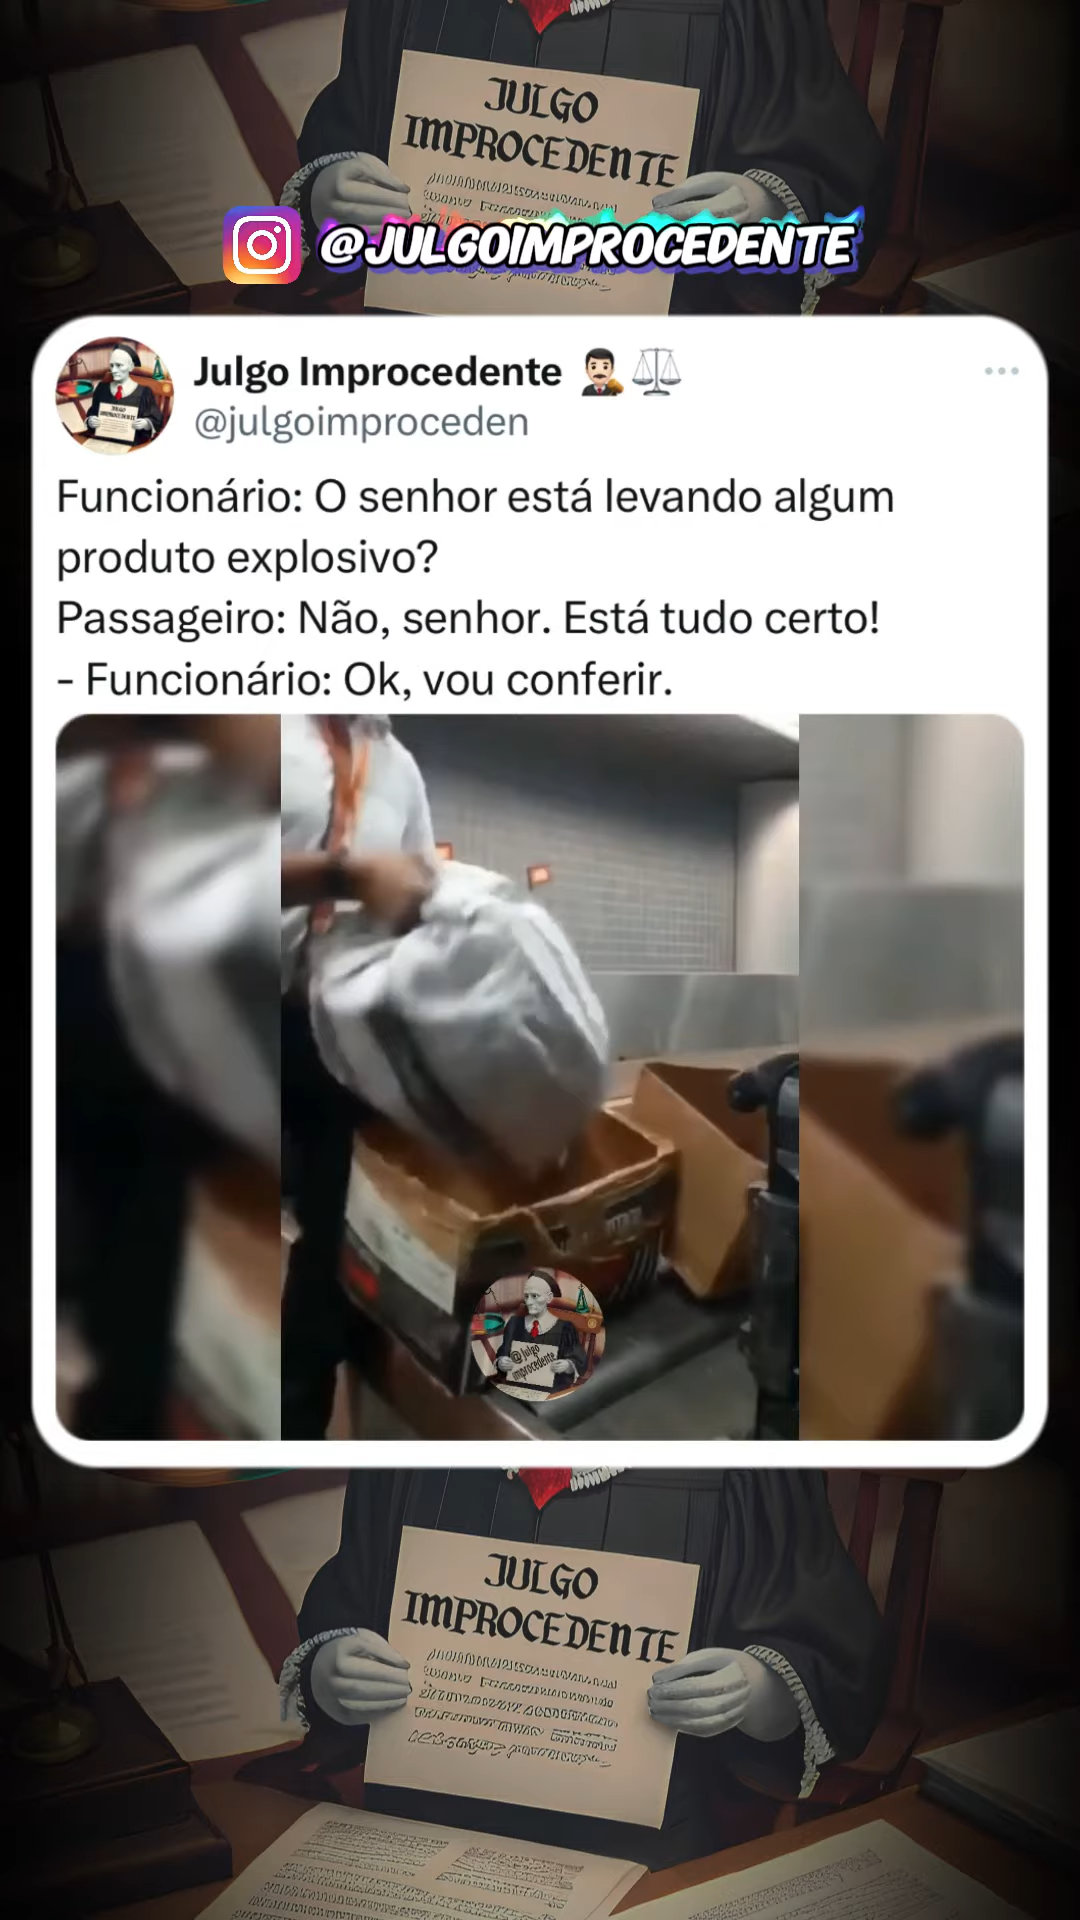 JULGO
IMPROCEDENTE
@JULGOIMPROCEDENTE
Julgo Improcedente
@julgoimproceden
Funcionário: O senhor está levando algum
produto explosivo?
Passageiro: Não, senhor. Está tudo certo!
- Funcionário: Ok, vou conferir.
@julgo
improcedente
JULGO
IMPROCEDENTE